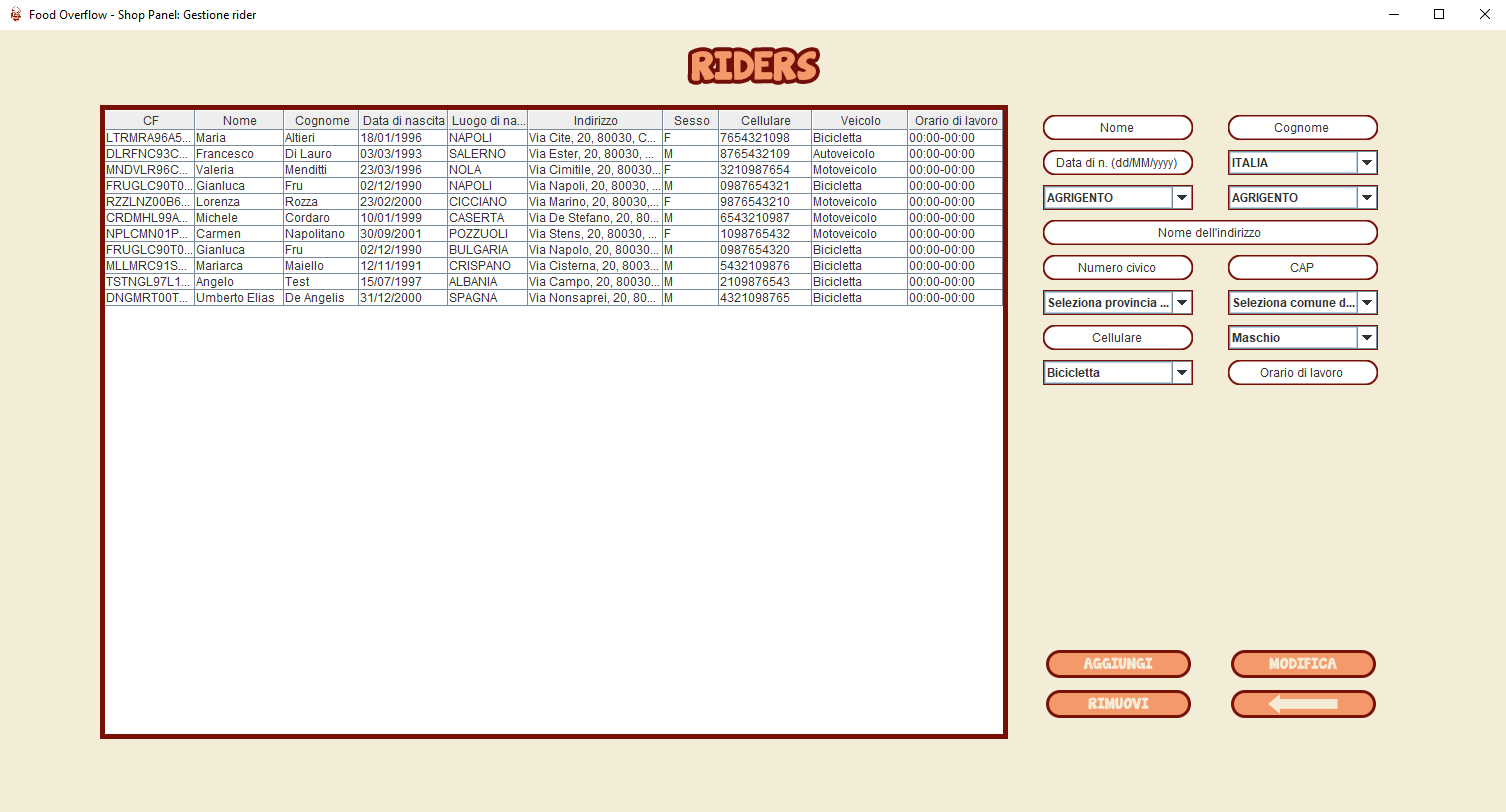 Food Overflow - Shop Panel: Gestione rider
RIDERS
CF Nome Cognome Data di nascita Luogo di na... Indirizzo Sesso Cellulare Veicolo Orario di lavoro
LTRMRA96A5... Maria Altieri 18/01/1996 NAPOLI Via Cite, 20, 80030, C... F 7654321098 Bicicletta 00:00-00:00
DLRFNC93C... Francesco Di Lauro 03/03/1993 SALERNO Via Ester, 20, 80030, ... M 8765432109 Autoveicolo 00:00-00:00
MNDVLR96C... Valeria Menditti 23/03/1996 NOLA Via Cimitile, 20, 80030... F 3210987654 Motoveicolo 00:00-00:00
FRUGLC90T0... Gianluca Fru 02/12/1990 NAPOLI Via Napoli, 20, 80030, ... M 0987654321 Bicicletta 00:00-00:00
RZZLNZ00B6... Lorenza Rozza 23/02/2000 CICCIANO Via Marino, 20, 80030,... F 9876543210 Motoveicolo 00:00-00:00
CRDMHL99A... Michele Cordaro 10/01/1999 CASERTA Via De Stefano, 20, 80... M 6543210987 Motoveicolo 00:00-00:00
NPLCMN01P... Carmen Napolitano 30/09/2001 POZZUOLI Via Stens, 20, 80030, ... F 1098765432 Motoveicolo 00:00-00:00
FRUGLC90T0... Gianluca Fru 02/12/1990 BULGARIA Via Napolo, 20, 80030... M 0987654320 Bicicletta 00:00-00:00
MLLMRC91S... Mariarca Maiello 12/11/1991 CRISPANO Via Cisterna, 20, 8003... M 5432109876 Bicicletta 00:00-00:00
TSTNGL97L1... Angelo Test 15/07/1997 ALBANIA Via Campo, 20, 80030... M 2109876543 Bicicletta 00:00-00:00
DNGMRT00T... Umberto Elias De Angelis 31/12/2000 SPAGNA Via Nonsaprei, 20, 80... M 4321098765 Bicicletta 00:00-00:00
Nome Cognome
Data di n. (dd/MM/yyyy) ITALIA
AGRIGENTO AGRIGENTO
Nome dell'indirizzo
Numero civico CAP
Seleziona provincia ... Seleziona comune d...
Cellulare Maschio
Bicicletta Orario di lavoro
AGGIUNGI MODIFICA
RIMUOVI